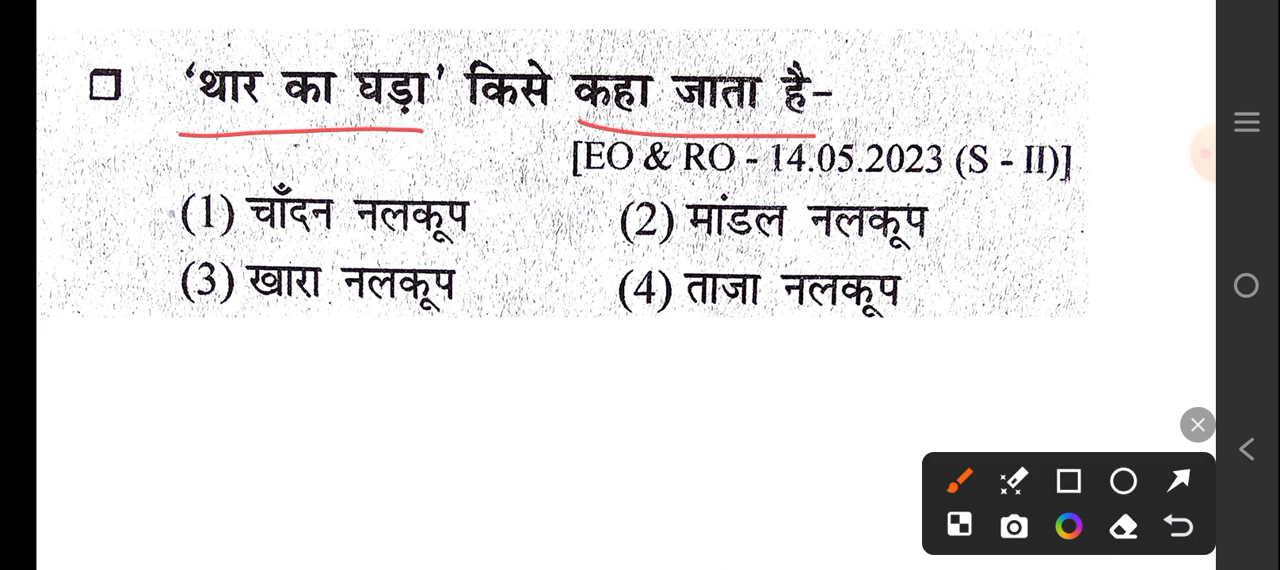 ☐ ‘थार का घड़ा’ किसे कहा जाता है-
[EO & RO - 14.05.2023 (S - II)]
(1) चाँदन नलकूप (2) मांडल नलकूप
(3) खारा नलकूप (4) ताजा नलकूप